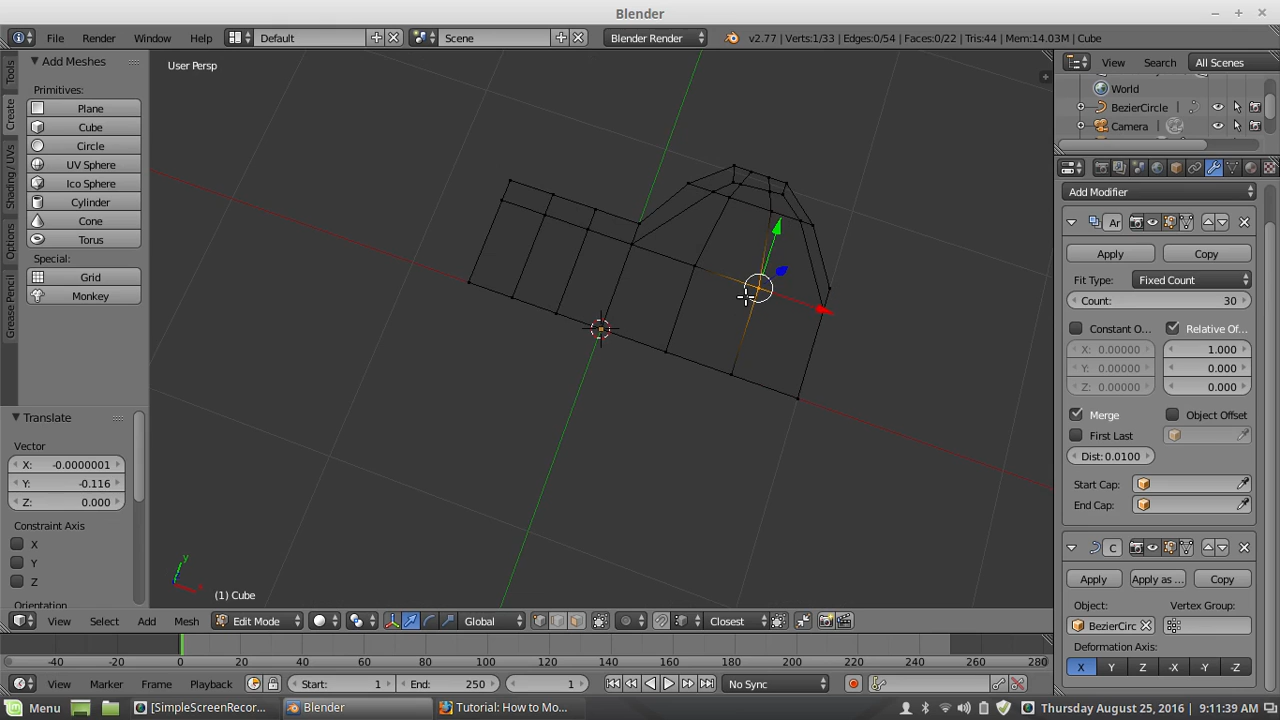 Blender
File Render Window Help Default Scene Blender Render v2.77 | Verts:1/33 | Edges:0/54 | Faces:0/22 | Tris:44 | Mem:14.03M | Cube
Tools
Create
Shading / UVs
Options
Grease Pencil
Add Meshes
Primitives:
Plane
Cube
Circle
UV Sphere
Ico Sphere
Cylinder
Cone
Torus
Special:
Grid
Monkey
Translate
Vector
X: -0.0000001
Y: -0.116
Z: 0.000
Constraint Axis
X
Y
Z
Orientation
User Persp
y
x
(1) Cube
View Select Add Mesh Edit Mode Global Closest
-40 -20 0 20 40 60 80 100 120 140 160 180 200 220 240 260 280
View Marker Frame Playback Start: 1 End: 250 1 No Sync
View Search All Scenes
World
BezierCircle
Camera
Add Modifier
Ar
Apply Copy
Fit Type: Fixed Count
Count: 30
Constant O... Relative Of...
X: 0.00000 1.000
Y: 0.00000 0.000
Z: 0.00000 0.000
Merge Object Offset
First Last
Dist: 0.0100
Start Cap:
End Cap:
C
Apply Apply as ... Copy
Object: Vertex Group:
BezierCirc
Deformation Axis:
X Y Z -X -Y -Z
Menu [SimpleScreenRecor... Blender Tutorial: How to Mo... Thursday August 25, 2016 9:11:39 AM